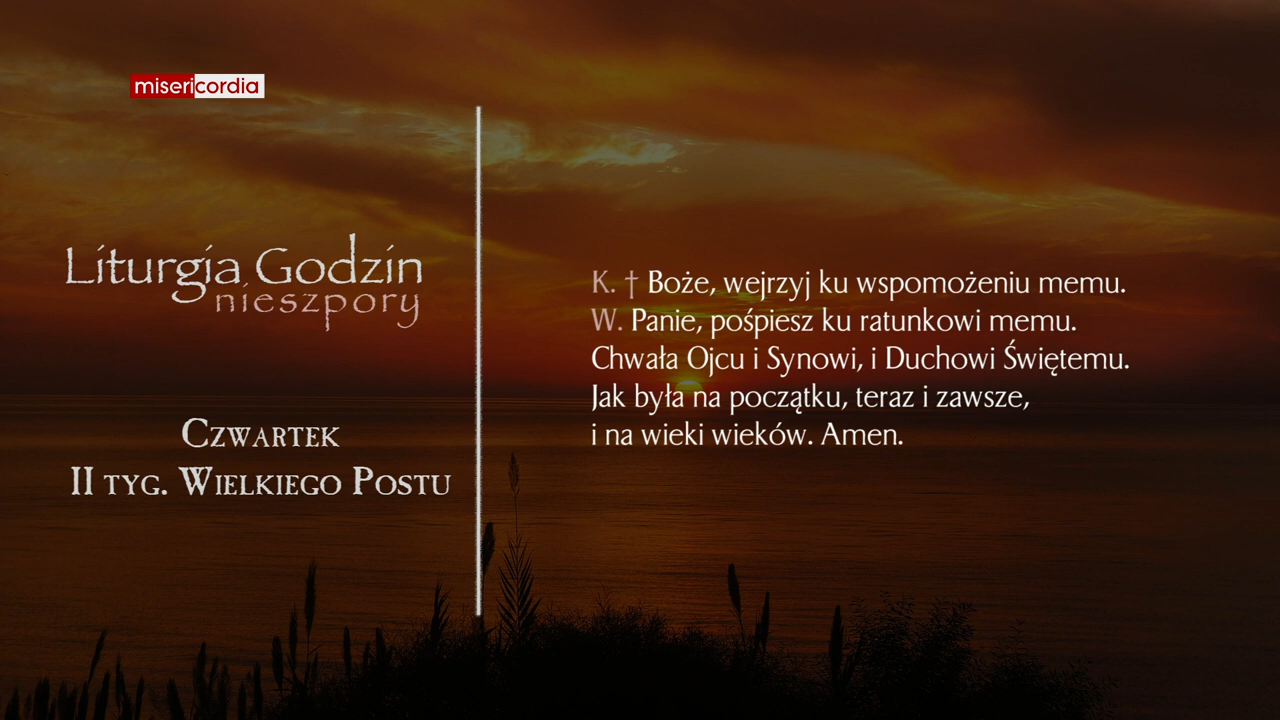 misericordia
Liturgia Godzin
nieszpory
Czwartek
II tyg. Wielkiego Postu
K. † Boże, wejrzyj ku wspomożeniu memu.
W. Panie, pośpiesz ku ratunkowi memu.
Chwała Ojcu i Synowi, i Duchowi Świętemu.
Jak była na początku, teraz i zawsze,
i na wieki wieków. Amen.